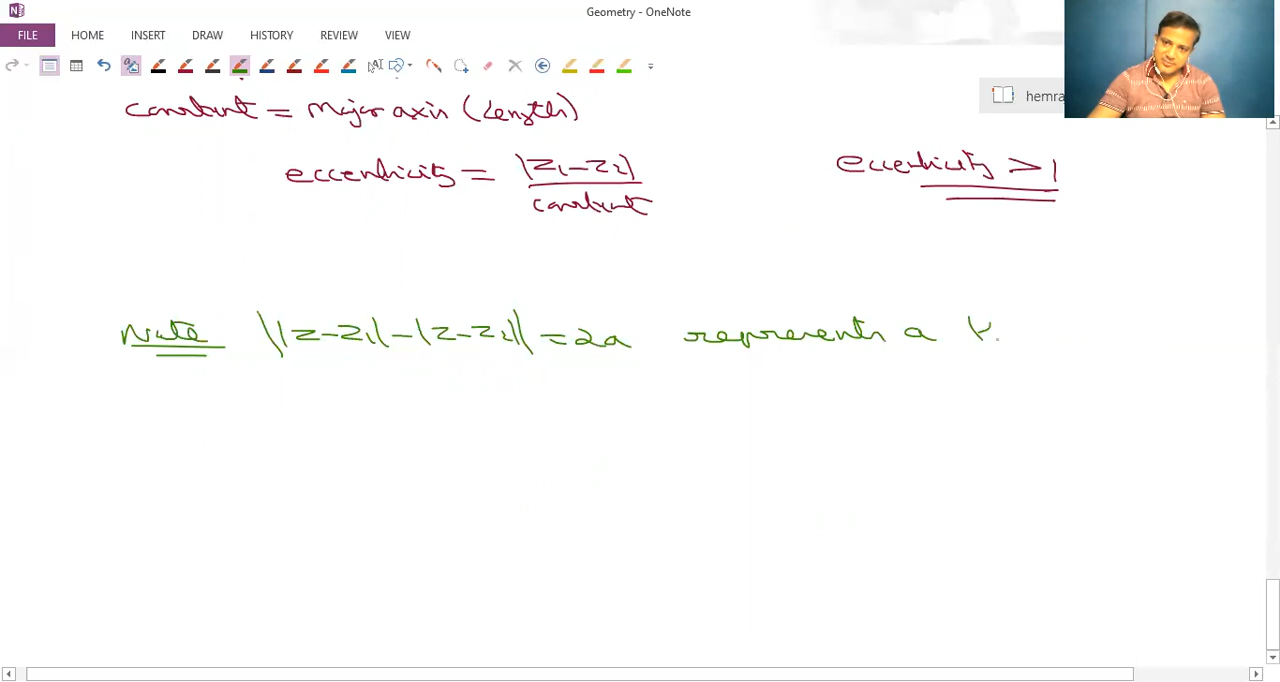 Geometry - OneNote
FILE HOME INSERT DRAW HISTORY REVIEW VIEW
hemra
constant = Major axis (Length)
eccentricity = |z₁-z₂| / constant
eccentricity > 1
Note ||z-z₁|-|z-z₂|| = 2a represents a